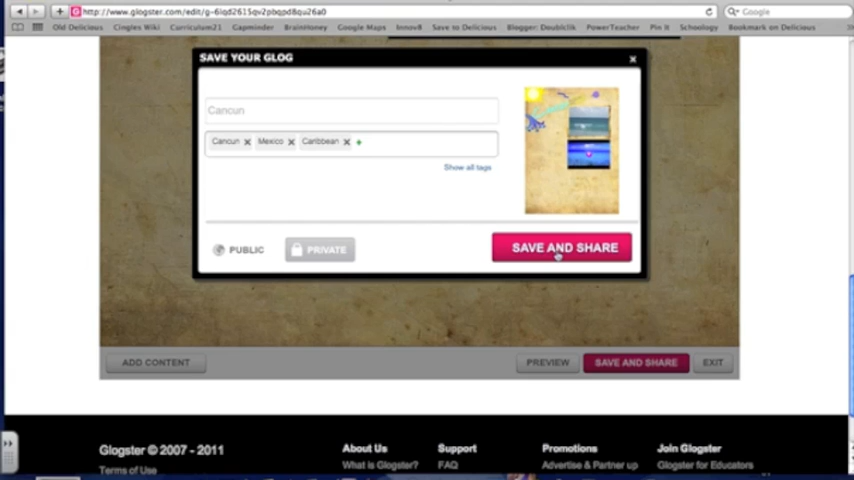 http://www.glogster.com/edit/g-6iqd2615qv2pbqpd8qu26a0
Google
Old Delicious Cingles Wiki Curriculum21 Gapminder BrainHoney Google Maps Innov8 Save to Delicious Blogger: Doublclik PowerTeacher Pin It Schoology Bookmark on Delicious
SAVE YOUR GLOG
Cancun
Cancun Mexico Caribbean
Show all tags
PUBLIC PRIVATE SAVE AND SHARE
ADD CONTENT PREVIEW SAVE AND SHARE EXIT
Glogster © 2007 - 2011 About Us Support Promotions Join Glogster
Terms of Use What is Glogster? FAQ Advertise & Partner up Glogster for Educators